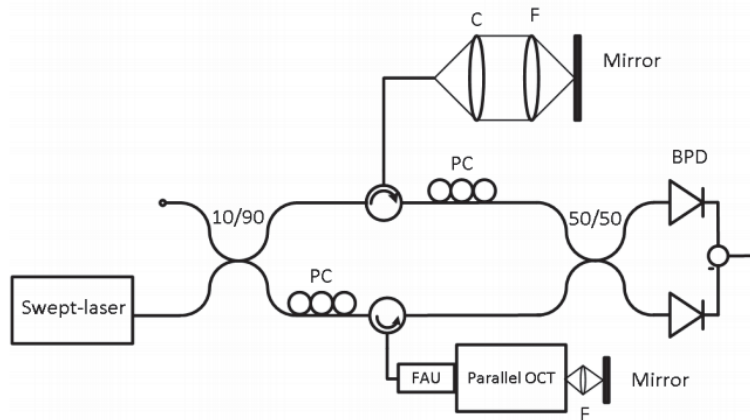 C
F
Mirror
PC
BPD
10/90
50/50
PC
Swept-laser
FAU
Parallel OCT
Mirror
F
-